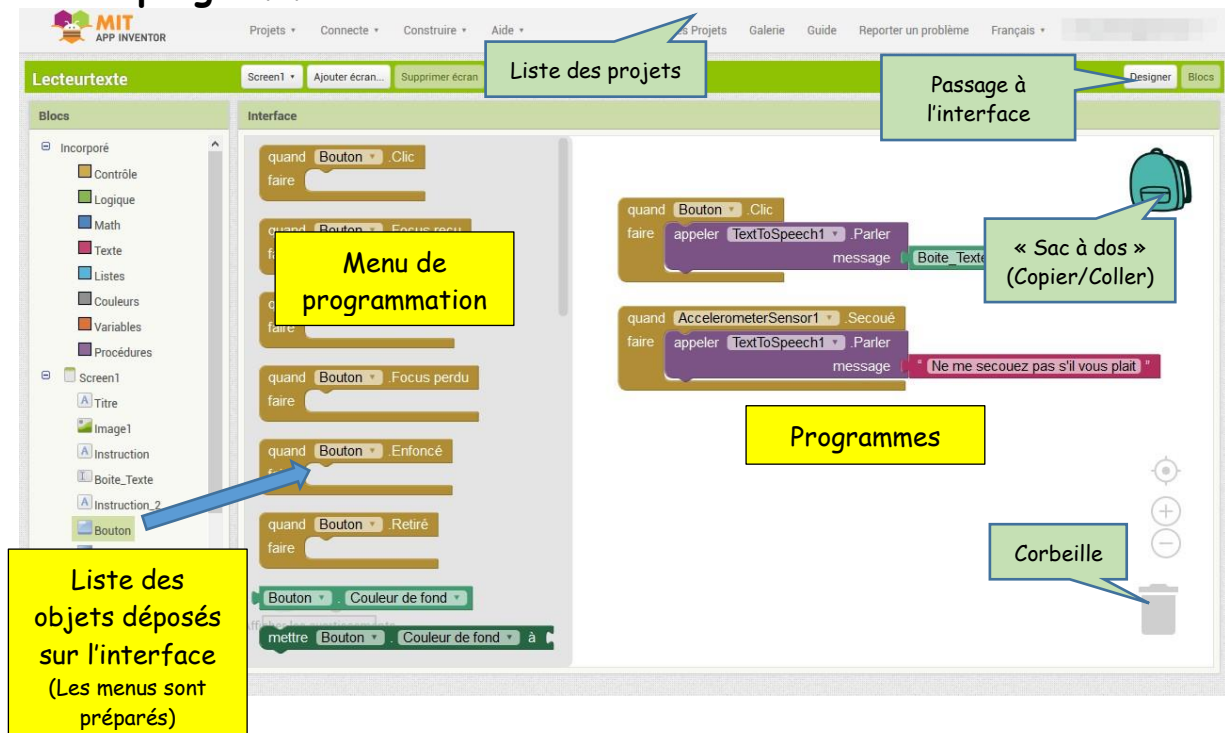 MIT
APP INVENTOR
Projets
Connecte
Construire
Aide
Projets
Galerie
Guide
Reporter un problème
Français
Liste des projets
Lecteurtexte
Screen1
Ajouter écran...
Supprimer écran
Passage à
l'interface
Designer
Blocs
Blocs
Interface
Incorporé
Contrôle
Logique
Math
Texte
Listes
Couleurs
Variables
Procédures
Screen1
Titre
Image1
Instruction
Boite_Texte
Instruction_2
Bouton
Liste des
objets déposés
sur l'interface
(Les menus sont
préparés)
quand Bouton .Clic
faire
quand Bouton .Focus reçu
Menu de
programmation
faire
quand Bouton .Focus perdu
faire
quand Bouton .Enfoncé
quand Bouton .Retiré
faire
Bouton . Couleur de fond
mettre Bouton . Couleur de fond à
quand Bouton .Clic
faire appeler TextToSpeech1 .Parler
message Boite_Texte
« Sac à dos »
(Copier/Coller)
quand AccelerometerSensor1 .Secoué
faire appeler TextToSpeech1 .Parler
message " Ne me secouez pas s'il vous plait "
Programmes
Corbeille